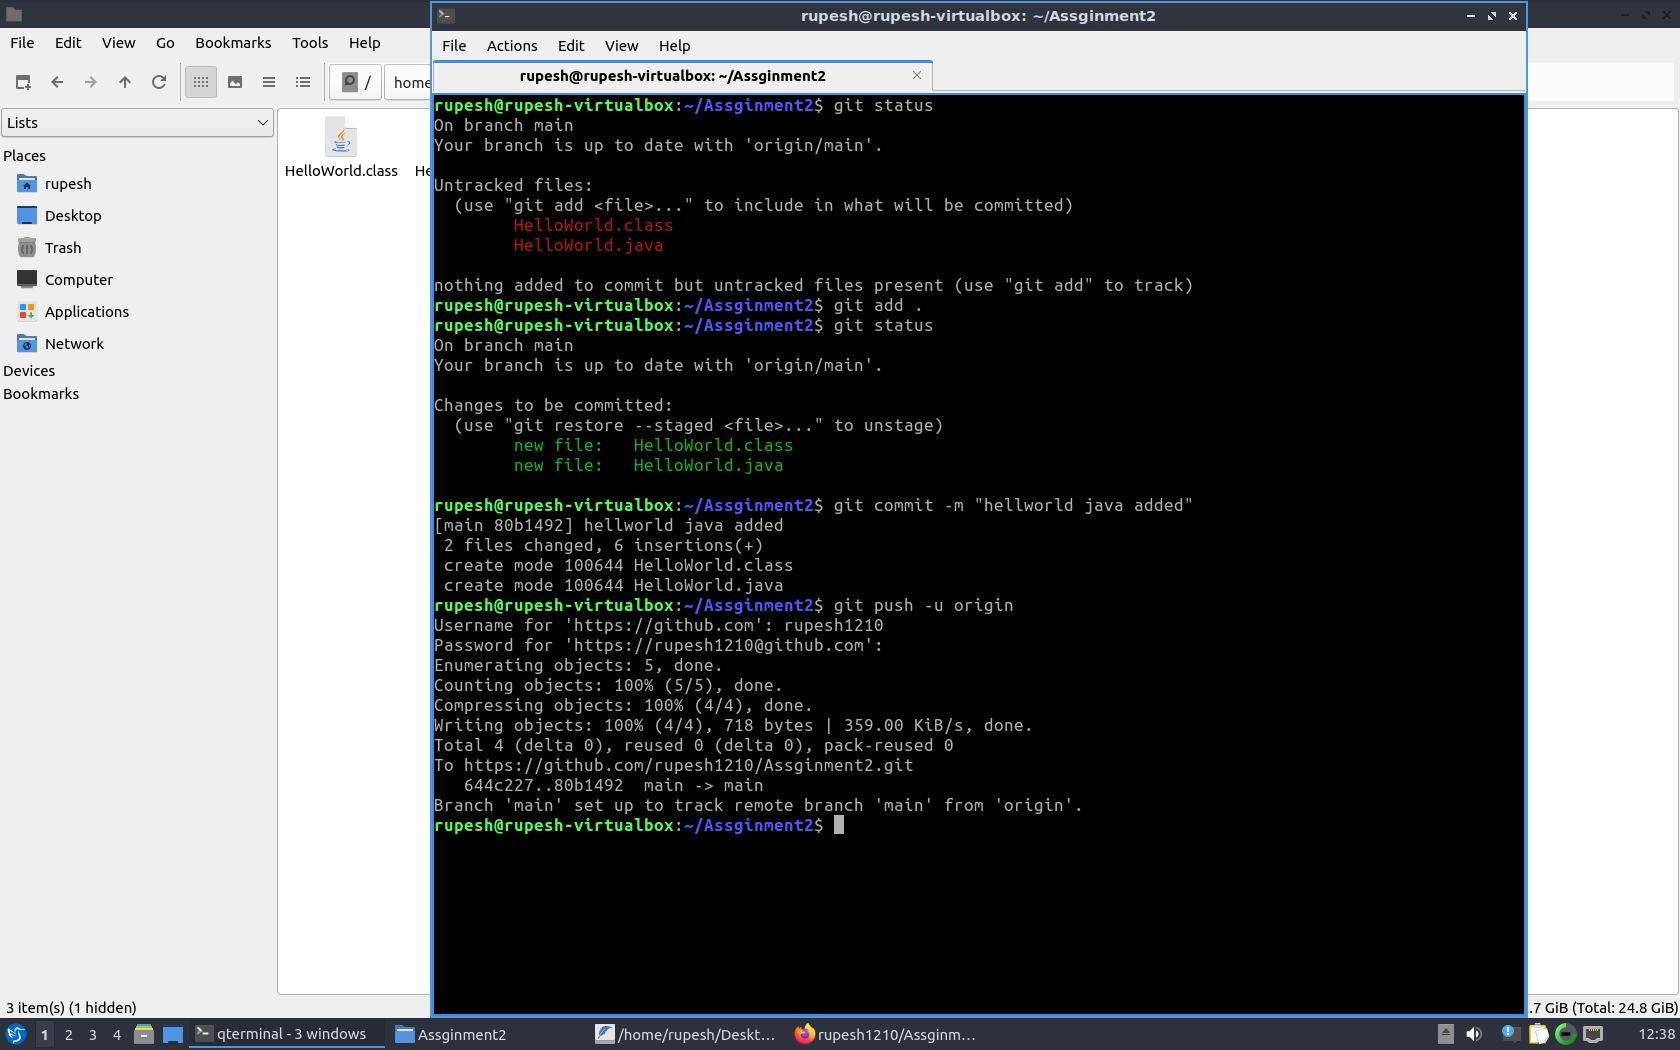 rupesh@rupesh-virtualbox: ~/Assginment2
File Edit View Go Bookmarks Tools Help
File Actions Edit View Help
/ home
rupesh@rupesh-virtualbox: ~/Assginment2
Lists
Places
rupesh
Desktop
Trash
Computer
Applications
Network
Devices
Bookmarks
HelloWorld.class He
rupesh@rupesh-virtualbox:~/Assginment2$ git status
On branch main
Your branch is up to date with 'origin/main'.
Untracked files:
(use "git add <file>..." to include in what will be committed)
HelloWorld.class
HelloWorld.java
nothing added to commit but untracked files present (use "git add" to track)
rupesh@rupesh-virtualbox:~/Assginment2$ git add .
rupesh@rupesh-virtualbox:~/Assginment2$ git status
On branch main
Your branch is up to date with 'origin/main'.
Changes to be committed:
(use "git restore --staged <file>..." to unstage)
new file:   HelloWorld.class
new file:   HelloWorld.java
rupesh@rupesh-virtualbox:~/Assginment2$ git commit -m "hellworld java added"
[main 80b1492] hellworld java added
2 files changed, 6 insertions(+)
create mode 100644 HelloWorld.class
create mode 100644 HelloWorld.java
rupesh@rupesh-virtualbox:~/Assginment2$ git push -u origin
Username for 'https://github.com': rupesh1210
Password for 'https://rupesh1210@github.com':
Enumerating objects: 5, done.
Counting objects: 100% (5/5), done.
Compressing objects: 100% (4/4), done.
Writing objects: 100% (4/4), 718 bytes | 359.00 KiB/s, done.
Total 4 (delta 0), reused 0 (delta 0), pack-reused 0
To https://github.com/rupesh1210/Assginment2.git
644c227..80b1492  main -> main
Branch 'main' set up to track remote branch 'main' from 'origin'.
rupesh@rupesh-virtualbox:~/Assginment2$
3 item(s) (1 hidden)
.7 GiB (Total: 24.8 GiB)
1 2 3 4 qterminal - 3 windows Assginment2 /home/rupesh/Deskt... rupesh1210/Assginm... 12:38